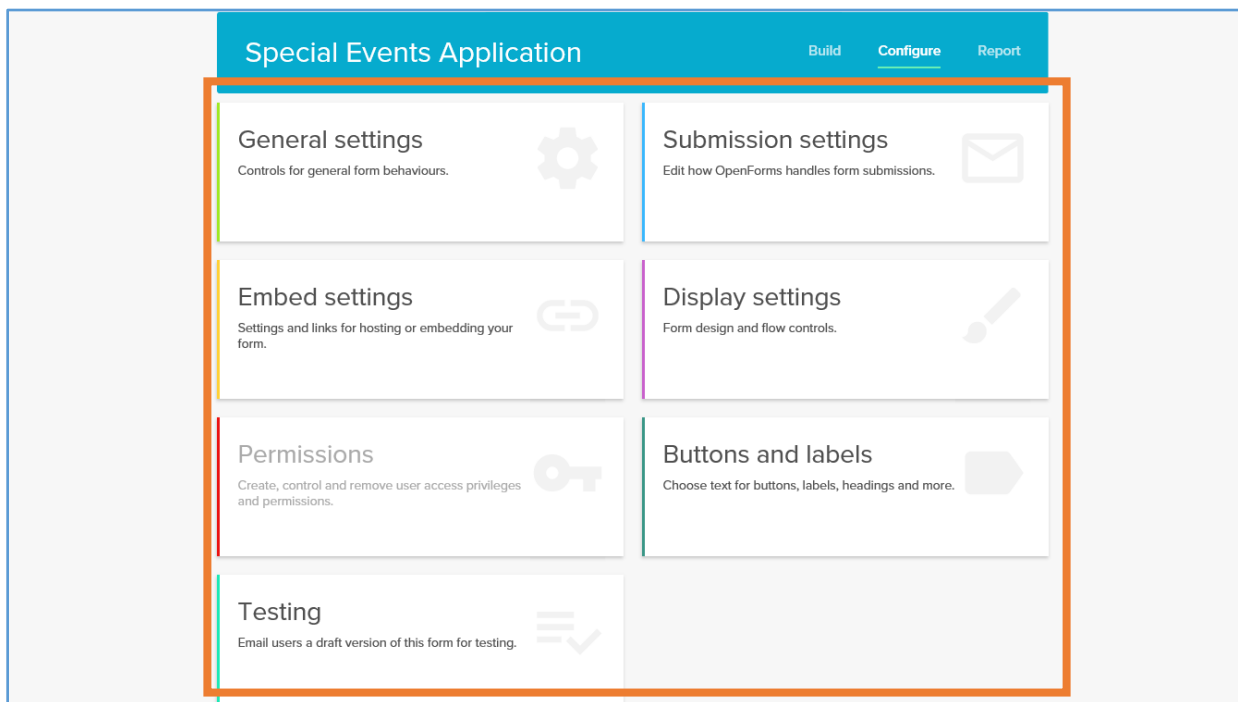 Special Events Application
Build Configure Report
General settings
Controls for general form behaviours.
Submission settings
Edit how OpenForms handles form submissions.
Embed settings
Settings and links for hosting or embedding your
form.
Display settings
Form design and flow controls.
Permissions
Create, control and remove user access privileges
and permissions.
Buttons and labels
Choose text for buttons, labels, headings and more.
Testing
Email users a draft version of this form for testing.